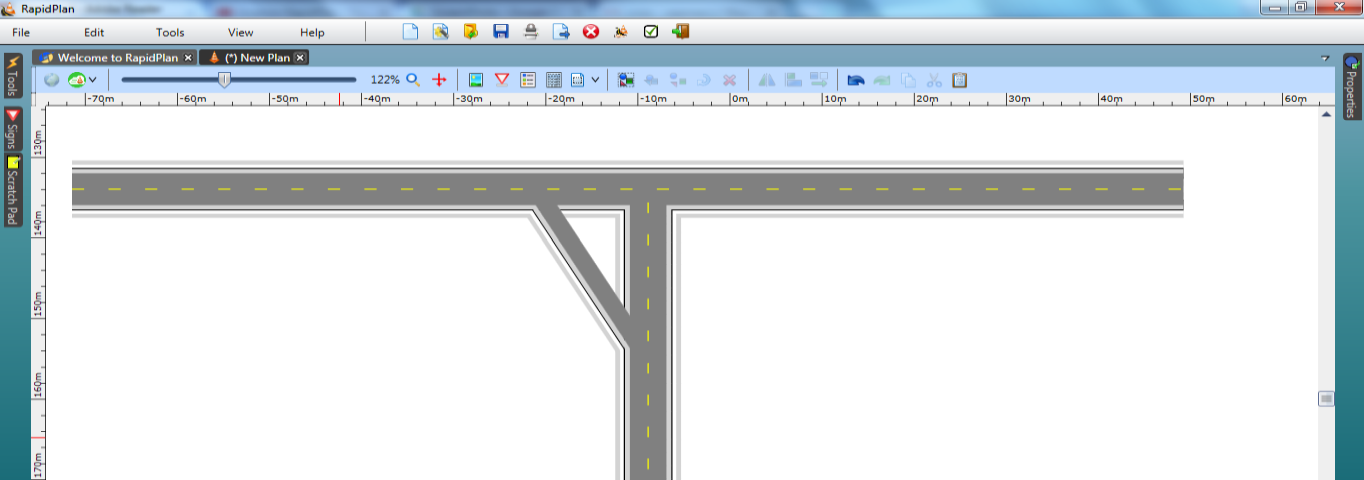 RapidPlan
File Edit Tools View Help
Welcome to RapidPlan (*) New Plan
122%
-70m -60m -50m -40m -30m -20m -10m 0m 10m 20m 30m 40m 50m 60m
Tools
Signs
Scratch Pad
Properties
130m
140m
150m
160m
170m